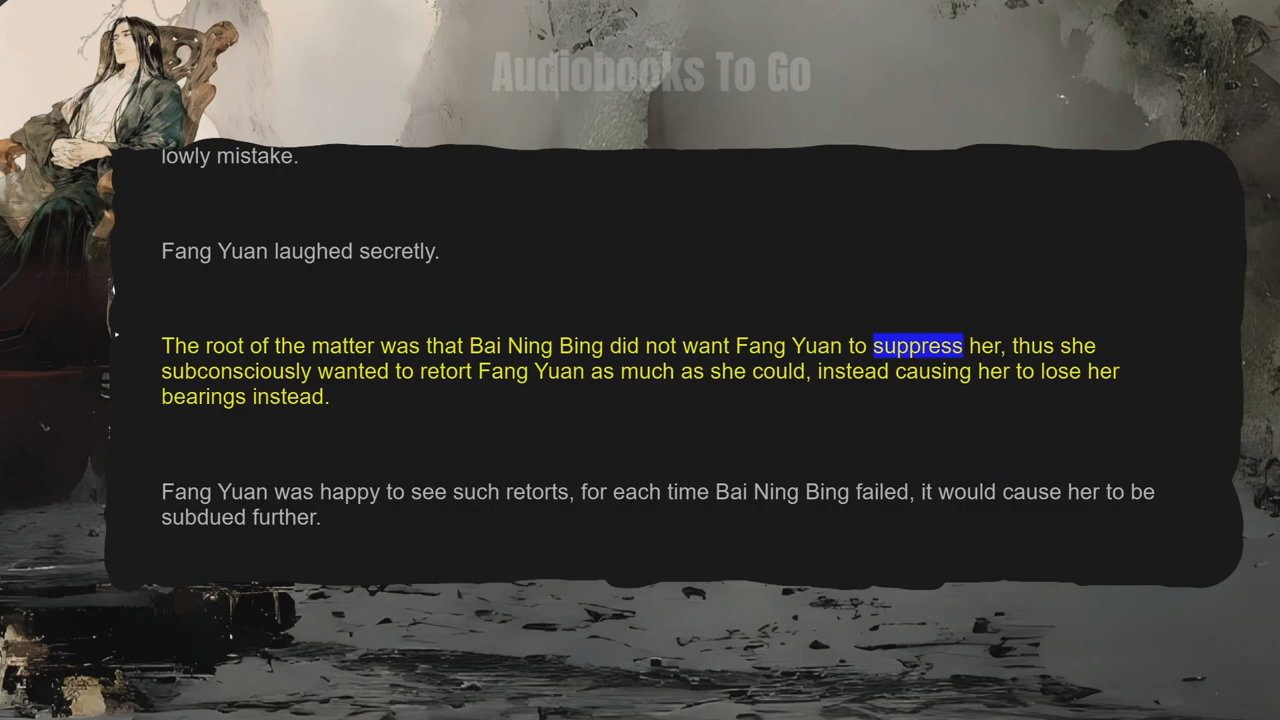 Audiobooks To Go
lowly mistake.
Fang Yuan laughed secretly.
The root of the matter was that Bai Ning Bing did not want Fang Yuan to suppress her, thus she
subconsciously wanted to retort Fang Yuan as much as she could, instead causing her to lose her
bearings instead.
Fang Yuan was happy to see such retorts, for each time Bai Ning Bing failed, it would cause her to be
subdued further.